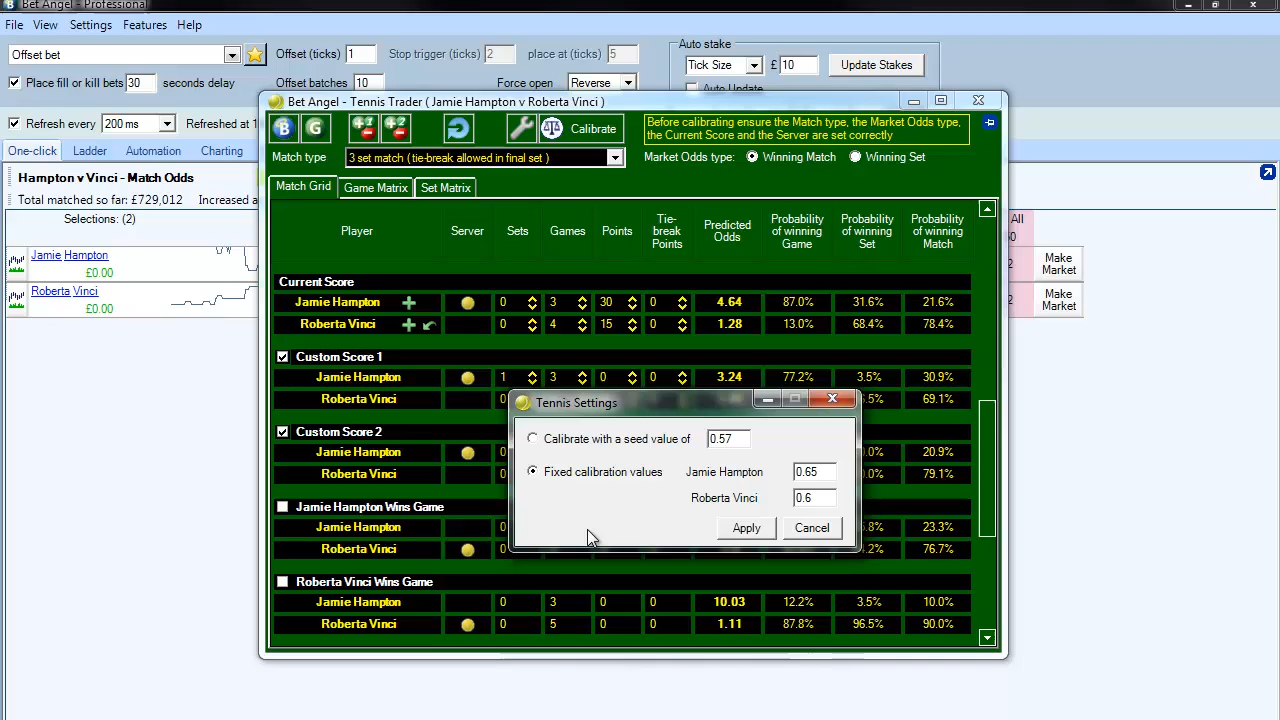 Bet Angel - Professional
File View Settings Features Help
Offset bet Offset (ticks) 1 Stop trigger (ticks) 2 place at (ticks) 5 Auto stake
Tick Size £ 10 Update Stakes
Place fill or kill bets 30 seconds delay Offset batches 10 Force open Reverse Auto Update
Refresh every 200 ms Refreshed at 1
One-click Ladder Automation Charting
Hampton v Vinci - Match Odds
Total matched so far: £729,012 Increased a
Selections: (2) All
Jamie Hampton Make Market
£0.00
Roberta Vinci Make Market
£0.00
Bet Angel - Tennis Trader ( Jamie Hampton v Roberta Vinci )
B G +1 +2 Calibrate
Before calibrating ensure the Match type, the Market Odds type,
the Current Score and the Server are set correctly
Match type 3 set match ( tie-break allowed in final set ) Market Odds type: Winning Match Winning Set
Match Grid Game Matrix Set Matrix
Player Server Sets Games Points Tie-break Points Predicted Odds Probability of winning Game Probability of winning Set Probability of winning Match
Current Score
Jamie Hampton 0 3 30 0 4.64 87.0% 31.6% 21.6%
Roberta Vinci 0 4 15 0 1.28 13.0% 68.4% 78.4%
Custom Score 1
Jamie Hampton 1 3 0 0 3.24 77.2% 3.5% 30.9%
Roberta Vinci 0 .5% 69.1%
Custom Score 2
Jamie Hampton 0 .0% 20.9%
Roberta Vinci 0 .0% 79.1%
Jamie Hampton Wins Game
Jamie Hampton 0 .8% 23.3%
Roberta Vinci 0 .2% 76.7%
Roberta Vinci Wins Game
Jamie Hampton 0 3 0 0 10.03 12.2% 3.5% 10.0%
Roberta Vinci 0 5 0 0 1.11 87.8% 96.5% 90.0%
Tennis Settings
Calibrate with a seed value of 0.57
Fixed calibration values Jamie Hampton 0.65
Roberta Vinci 0.6
Apply Cancel